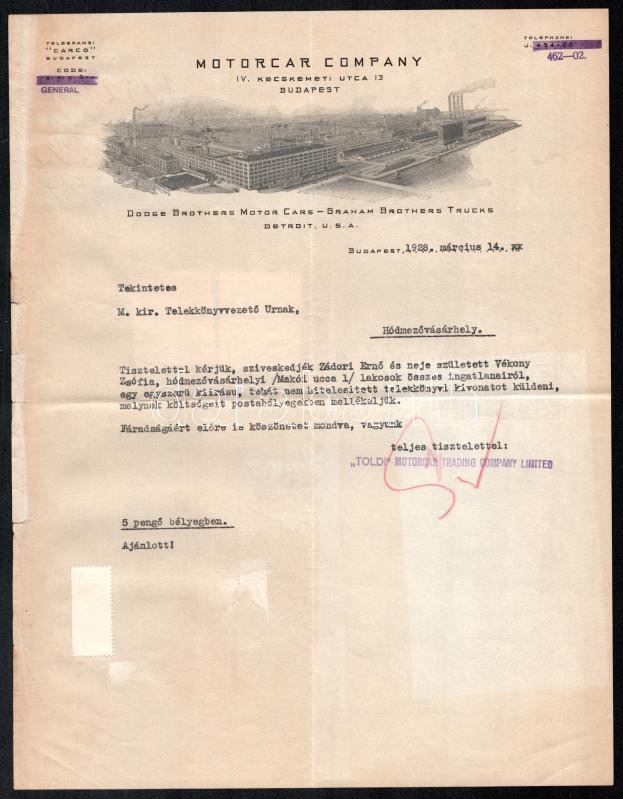 TELEGRAMS:
"CARCO"
BUDAPEST
CODE:
GENERAL
TELEPHONE:
J.
462—02.
MOTORCAR COMPANY
IV. KECSKEMETI UTCA 13
BUDAPEST
DODGE BROTHERS MOTOR CARS — GRAHAM BROTHERS TRUCKS
DETROIT, U.S.A.
BUDAPEST, 1928. március 14.
Tekintetes
M. kir. Telekkönyvvezető Urnak,
Hódmezővásárhely.
Tisztelettel kérjük, sziveskedjék Zádori Ernő és neje született Vékony
Zsófia, hódmezővásárhelyi /Makói ucca 1/ lakosok összes ingatlanairól,
egy egyszerü kiirásu, tehát nem hitelesitett telekkönyvi kivonatot küldeni,
melynek költségeit postabélyegekben mellékeljük.
Fáradságáért előre is köszönetet mondva, vagyunk
teljes tisztelettel:
„TOLDI" MOTORCAR TRADING COMPANY LIMITED
5 pengő bélyegben.
Ajánlott!